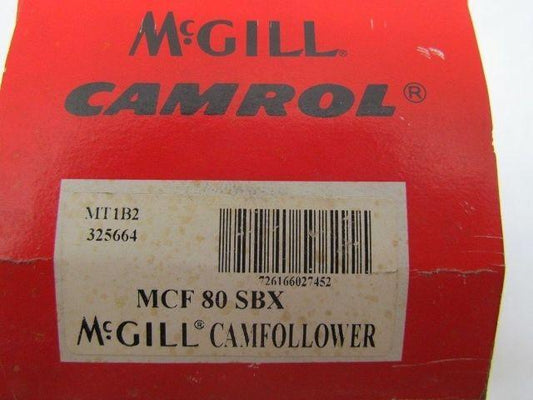 McGILL®
CAMROL®
MT1B2
325664
726166027452
MCF 80 SBX
McGILL® CAMFOLLOWER